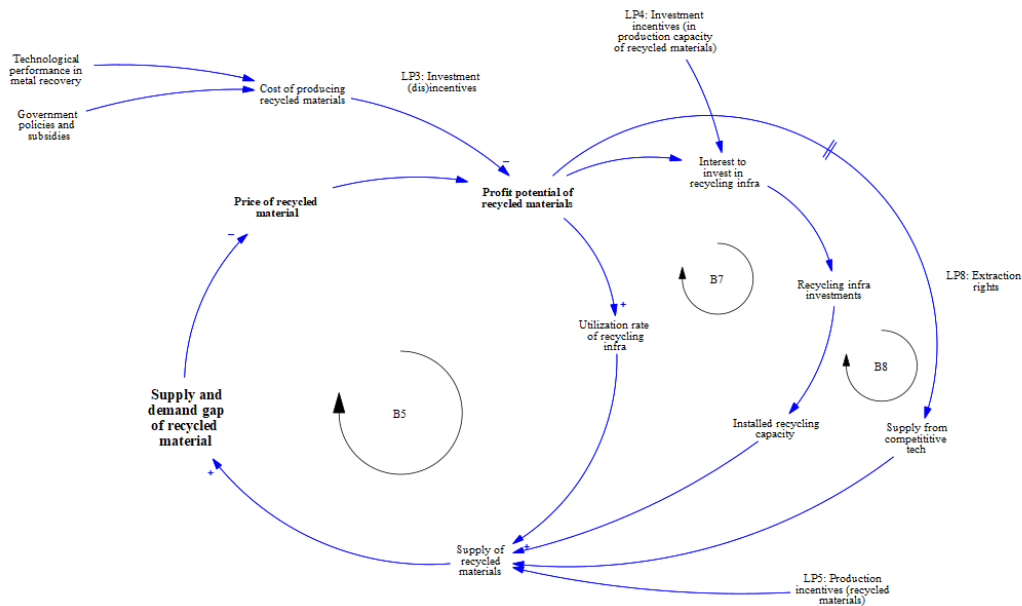 LP4: Investment
incentives (in
production capacity
of recycled materials)
Technological
performance in
metal recovery
LP3: Investment
(dis)incentives
Cost of producing
recycled materials
Government
policies and
subsidies
Interest to
invest in
recycling infra
–
Profit potential of
recycled materials
Price of recycled
material
–
B7
LP8: Extraction
rights
Recycling infra
investments
+
Utilization rate
of recycling
infra
B8
Supply and
demand gap
of recycled
material
B5
Installed recycling
capacity
Supply from
competititive
tech
+
+
Supply of
recycled
materials
LP5: Production
incentives (recycled
materials)